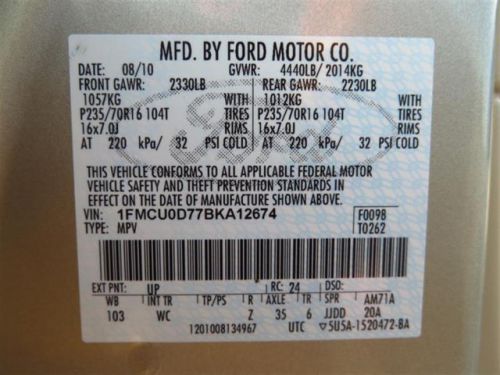 MFD. BY FORD MOTOR CO.
DATE: 08/10 GVWR: 4440LB/ 2014KG
FRONT GAWR: 2330LB REAR GAWR: 2230LB
1057KG WITH 1012KG WITH
P235/70R16 104T TIRES P235/70R16 104T TIRES
16x7.0J RIMS 16x7.0J RIMS
AT 220 kPa/ 32 PSI COLD AT 220 kPa/ 32 PSI COLD
THIS VEHICLE CONFORMS TO ALL APPLICABLE FEDERAL MOTOR
VEHICLE SAFETY AND THEFT PREVENTION STANDARDS IN
EFFECT ON THE DATE OF MANUFACTURE SHOWN ABOVE.
VIN: 1FMCU0D77BKA12674 F0098
TYPE: MPV T0262
EXT PNT: UP RC: 24 DSO:
WB INT TR TP/PS R AXLE TR SPR AM71A
103 WC Z 35 6 JJDD 20A
1201008134967 UTC ▽5U5A-1520472-BA
Ford